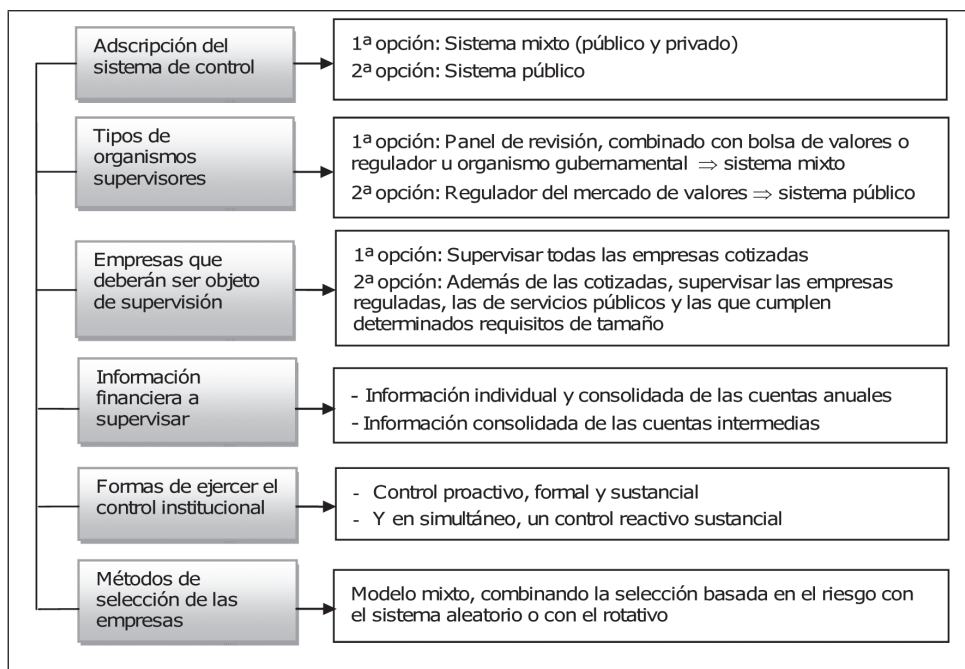 Adscripción del
sistema de control
1ª opción: Sistema mixto (público y privado)
2ª opción: Sistema público
Tipos de
organismos
supervisores
1ª opción: Panel de revisión, combinado con bolsa de valores o
regulador u organismo gubernamental ⇒ sistema mixto
2ª opción: Regulador del mercado de valores ⇒ sistema público
Empresas que
deberán ser objeto
de supervisión
1ª opción: Supervisar todas las empresas cotizadas
2ª opción: Además de las cotizadas, supervisar las empresas
reguladas, las de servicios públicos y las que cumplen
determinados requisitos de tamaño
Información
financiera a
supervisar
- Información individual y consolidada de las cuentas anuales
- Información consolidada de las cuentas intermedias
Formas de ejercer el
control institucional
- Control proactivo, formal y sustancial
- Y en simultáneo, un control reactivo sustancial
Métodos de
selección de las
empresas
Modelo mixto, combinando la selección basada en el riesgo con
el sistema aleatorio o con el rotativo